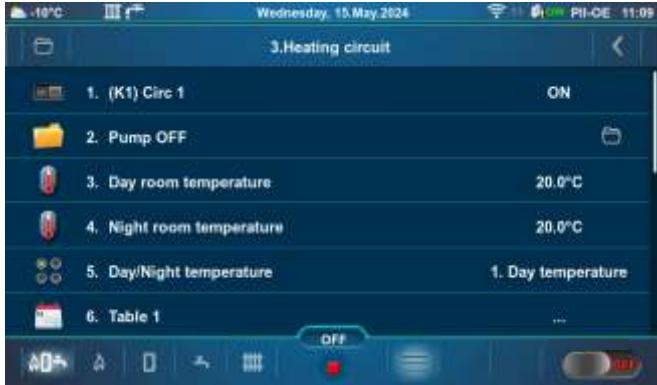 -10°C Wednesday, 15.May.2024 PII-OE 11:09
3.Heating circuit
1. (K1) Circ 1 ON
2. Pump OFF
3. Day room temperature 20.0°C
4. Night room temperature 20.0°C
5. Day/Night temperature 1. Day temperature
6. Table 1 ...
OFF
OFF